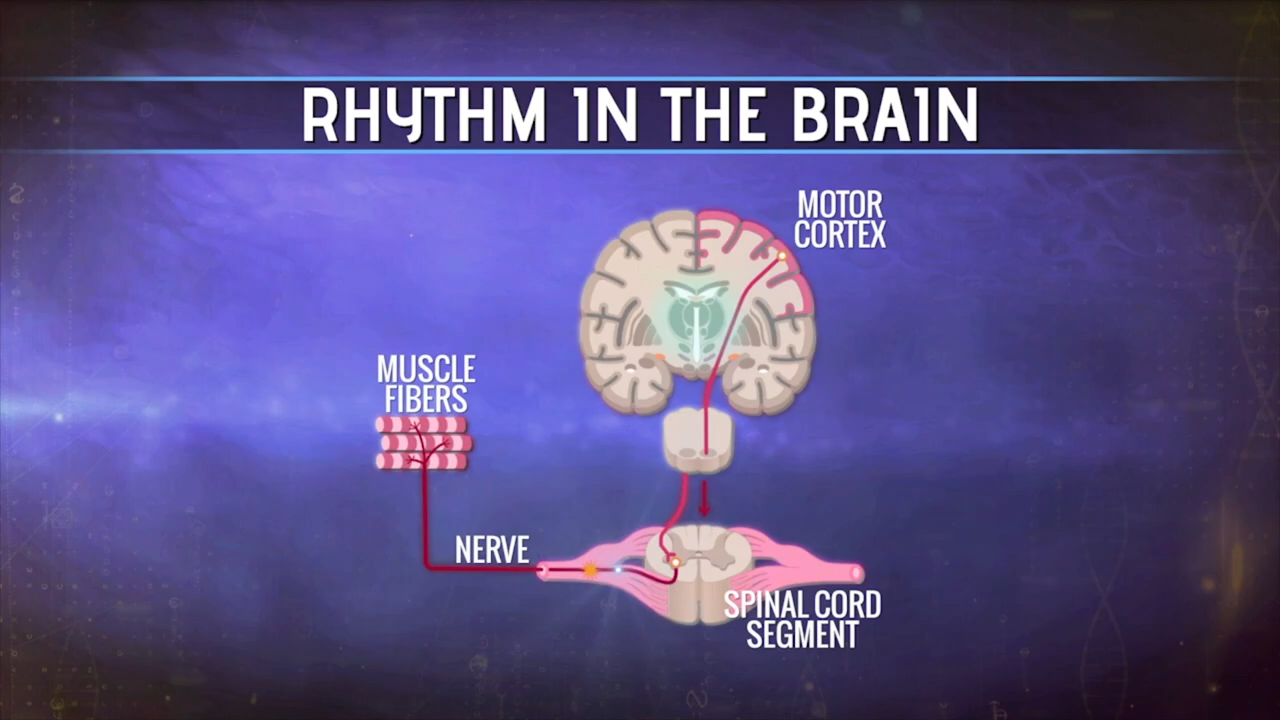 RHYTHM IN THE BRAIN
MOTOR
CORTEX
MUSCLE
FIBERS
NERVE
SPINAL CORD
SEGMENT